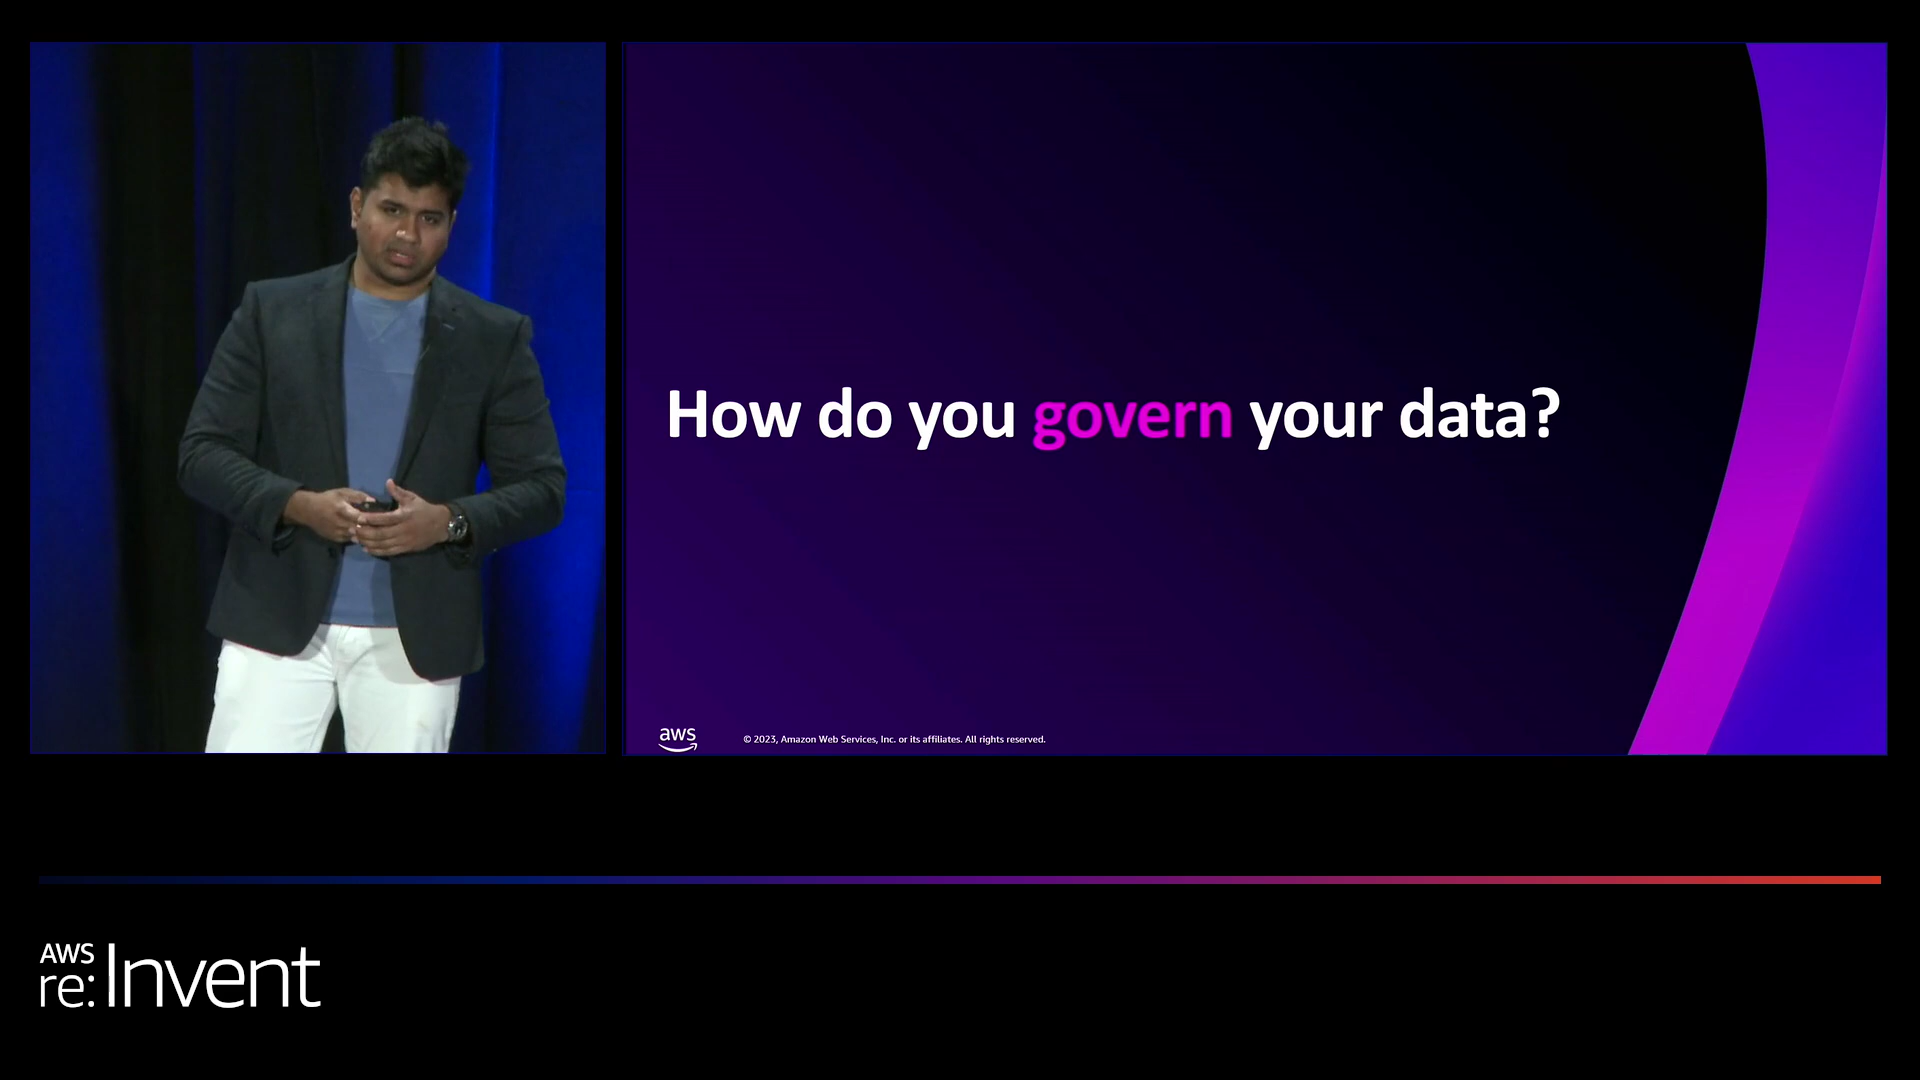 How do you govern your data?
aws
© 2023, Amazon Web Services, Inc. or its affiliates. All rights reserved.
AWS
re:Invent